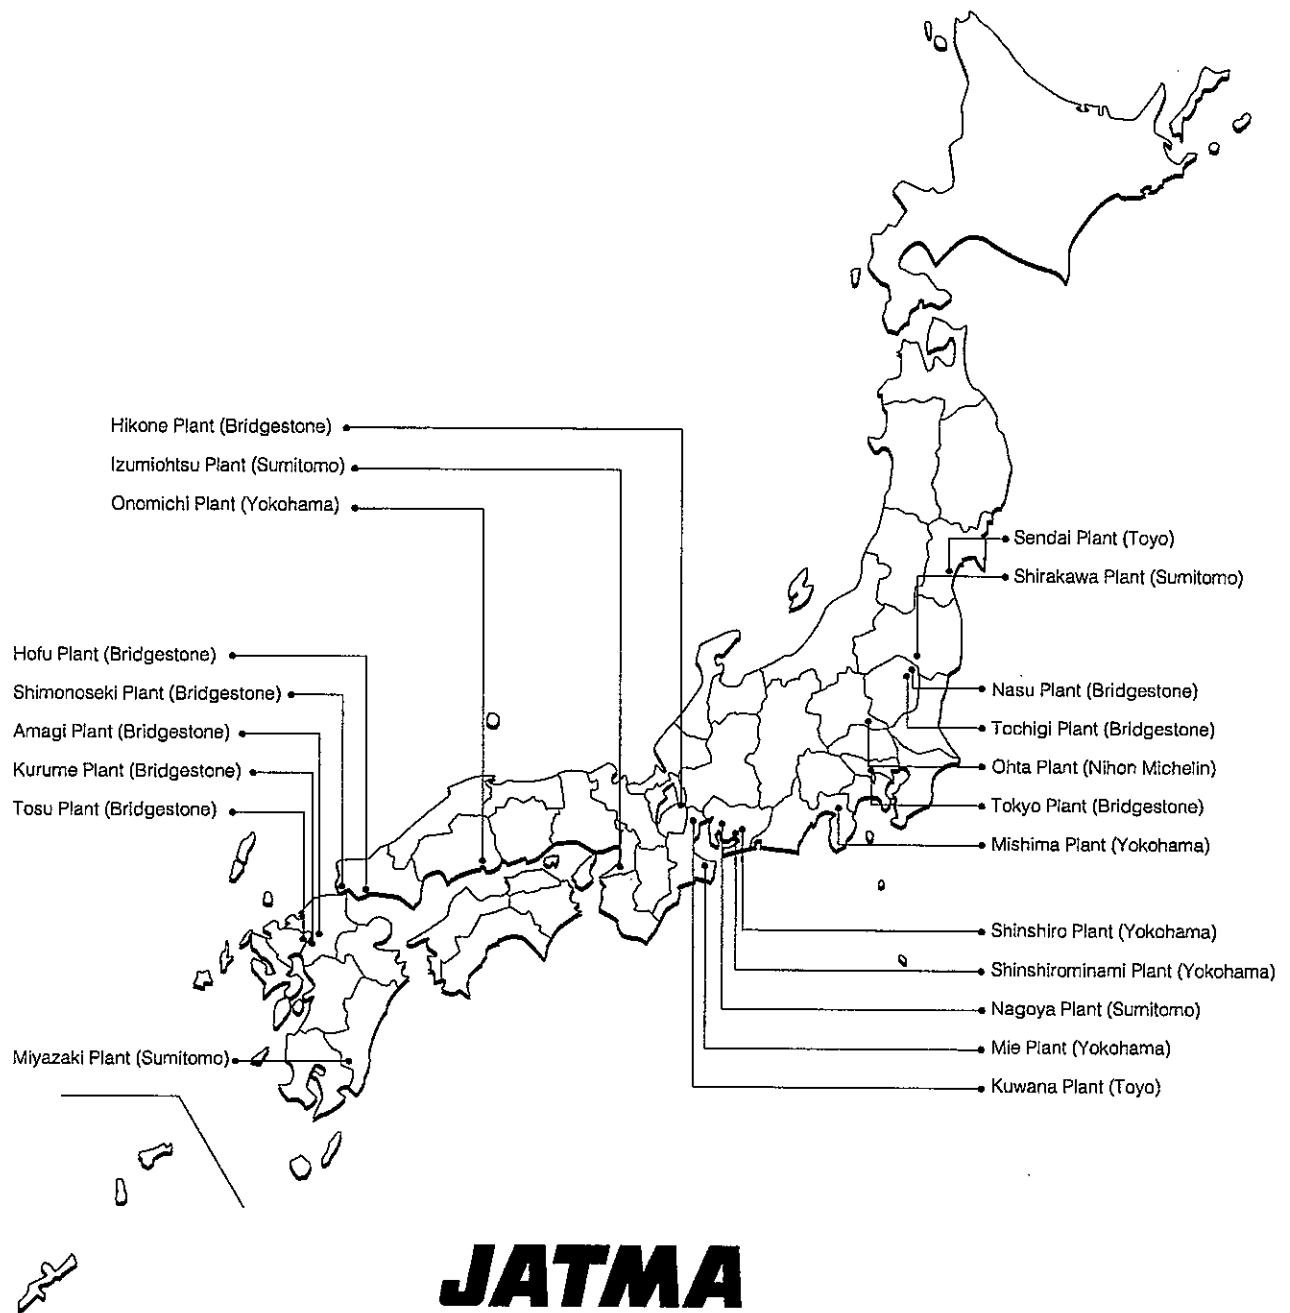 Hikone Plant (Bridgestone)
Izumiohtsu Plant (Sumitomo)
Onomichi Plant (Yokohama)
Sendai Plant (Toyo)
Shirakawa Plant (Sumitomo)
Hofu Plant (Bridgestone)
Shimonoseki Plant (Bridgestone)
Amagi Plant (Bridgestone)
Kurume Plant (Bridgestone)
Tosu Plant (Bridgestone)
Nasu Plant (Bridgestone)
Tochigi Plant (Bridgestone)
Ohta Plant (Nihon Michelin)
Tokyo Plant (Bridgestone)
Mishima Plant (Yokohama)
Shinshiro Plant (Yokohama)
Shinshirominami Plant (Yokohama)
Nagoya Plant (Sumitomo)
Mie Plant (Yokohama)
Kuwana Plant (Toyo)
Miyazaki Plant (Sumitomo)
JATMA